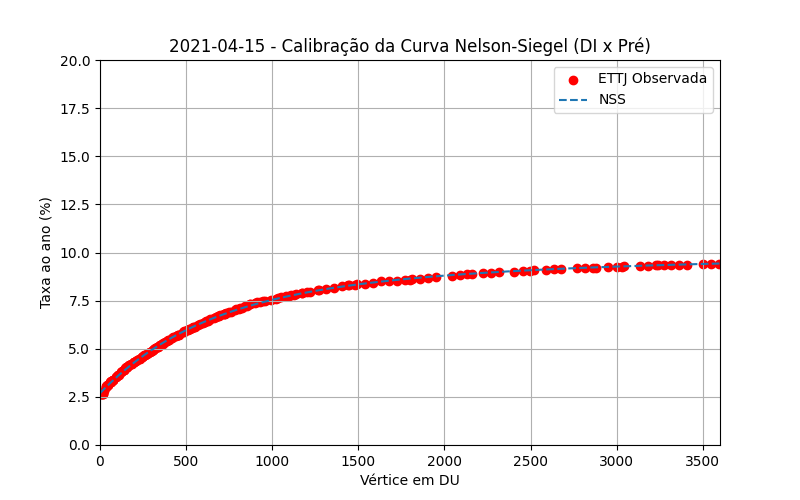 2021-04-15 - Calibração da Curva Nelson-Siegel (DI x Pré)
ETTJ Observada
NSS
Taxa ao ano (%)
20.0
17.5
15.0
12.5
10.0
7.5
5.0
2.5
0.0
0 500 1000 1500 2000 2500 3000 3500
Vértice em DU